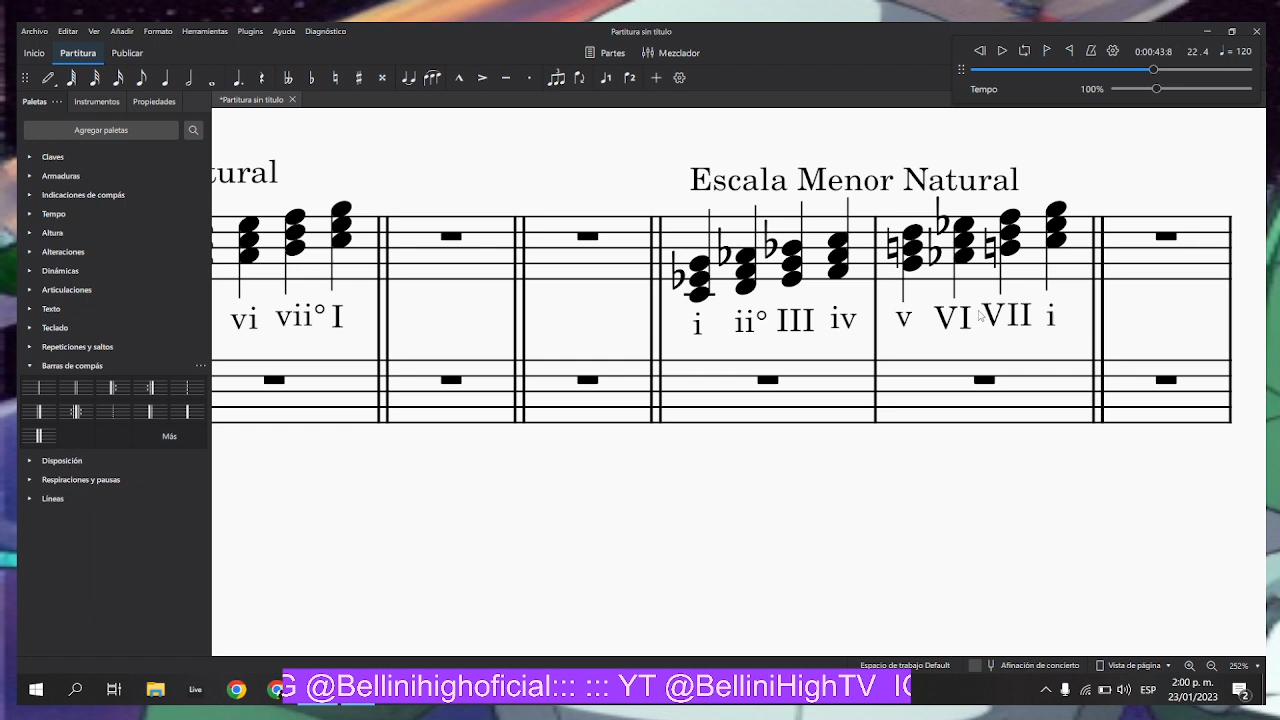 Archivo Editar Ver Añadir Formato Herramientas Plugins Ayuda Diagnóstico Partitura sin título
Inicio Partitura Publicar Partes Mezclador 0:00:43:8 22 . 4 = 120
Tempo 100%
Paletas Instrumentos Propiedades *Partitura sin título
Agregar paletas
Claves
Armaduras
Indicaciones de compás
Tempo
Altura
Alteraciones
Dinámicas
Articulaciones
Texto
Teclado
Repeticiones y saltos
Barras de compás
Más
Disposición
Respiraciones y pausas
Líneas
tural Escala Menor Natural
vi vii° I i ii° III iv v VI VII i
Espacio de trabajo Default Afinación de concierto Vista de página 252%
Live G @Bellinihighoficial::: ::: YT @BelliniHighTV IG ESP 2:00 p. m.
23/01/2023 2